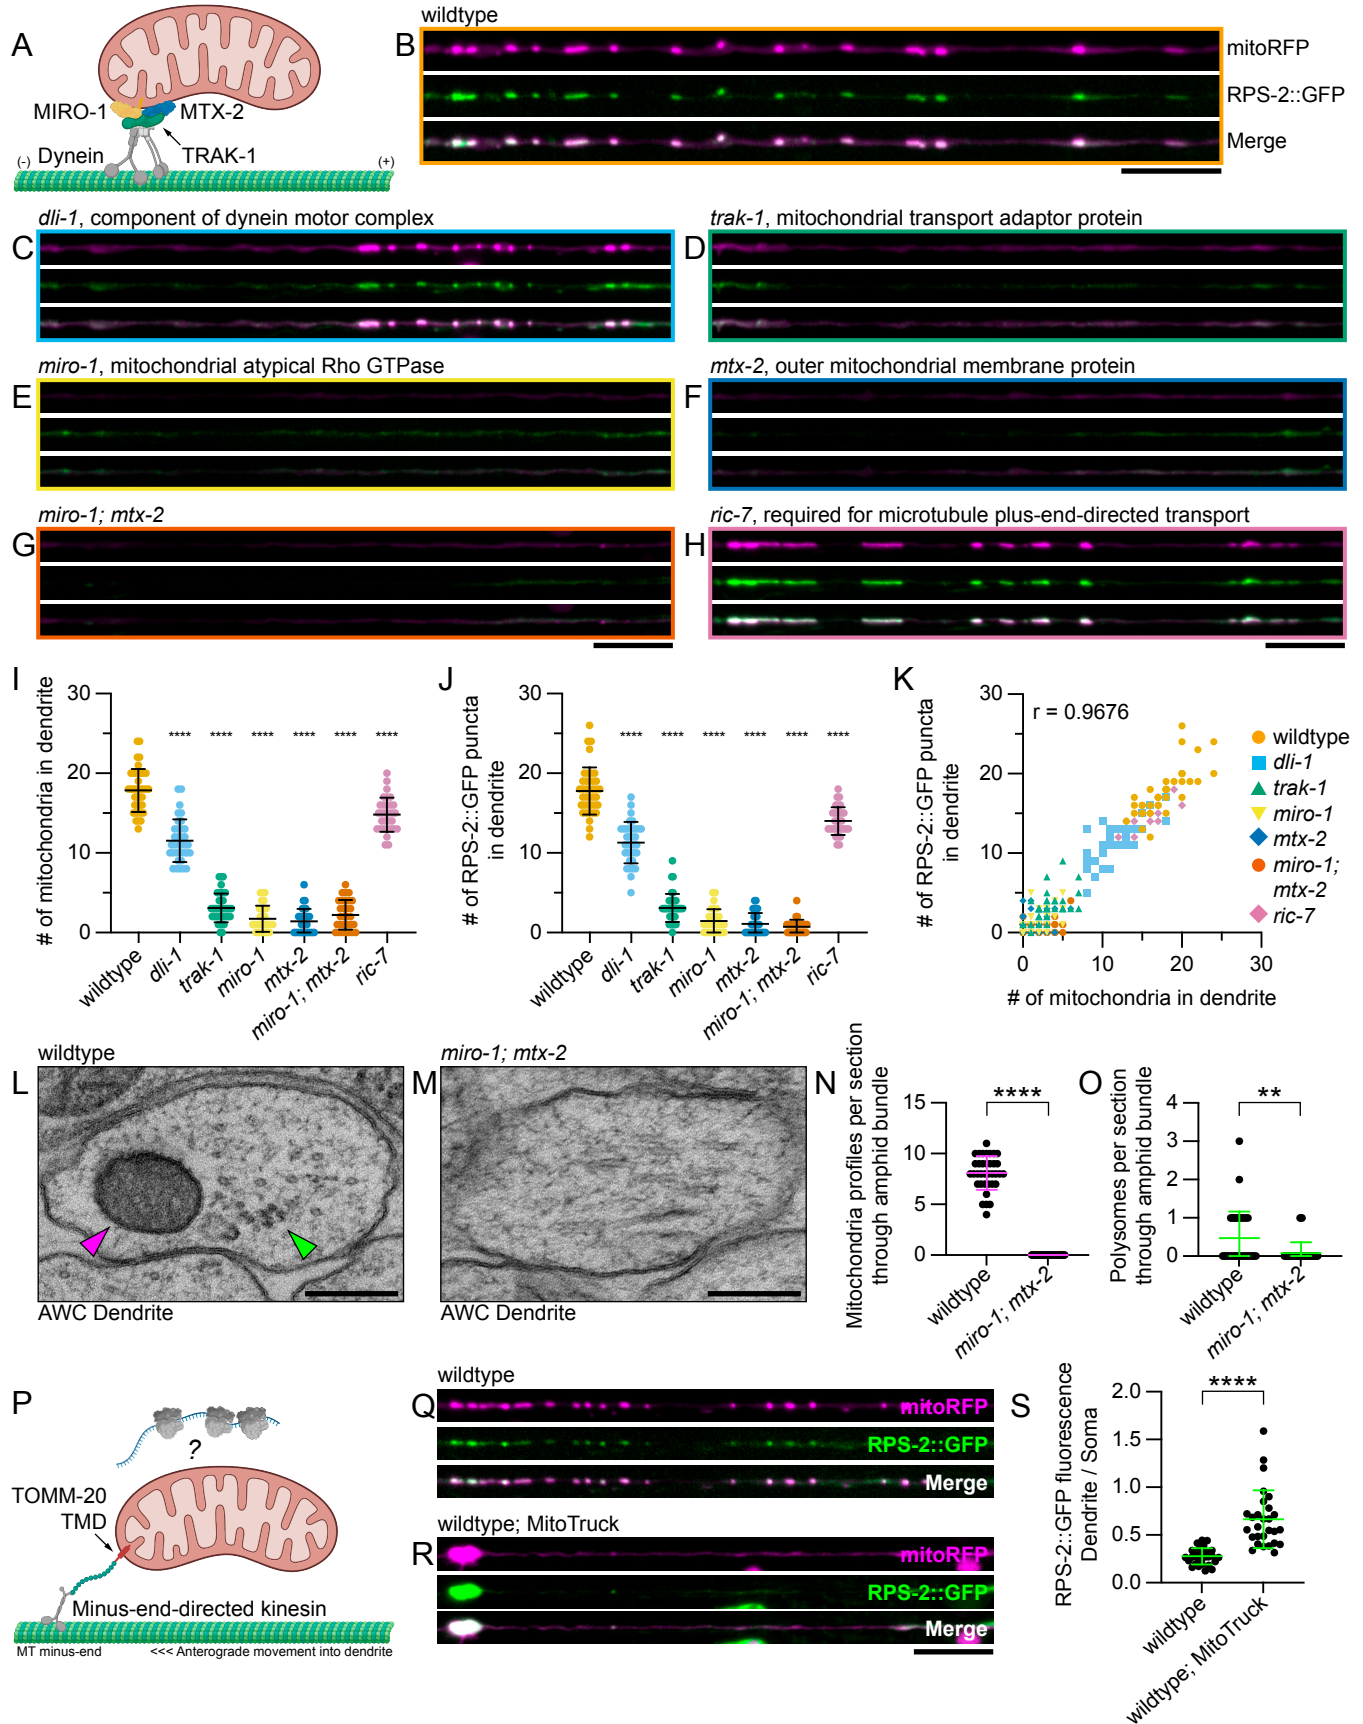 A
MIRO-1
MTX-2
Dynein
TRAK-1
(-)
(+)
wildtype
B
mitoRFP
RPS-2::GFP
Merge
dli-1, component of dynein motor complex
C
trak-1, mitochondrial transport adaptor protein
D
miro-1, mitochondrial atypical Rho GTPase
E
mtx-2, outer mitochondrial membrane protein
F
miro-1; mtx-2
G
ric-7, required for microtubule plus-end-directed transport
H
I
# of mitochondria in dendrite
30
20
10
0
**** **** **** **** **** ****
wildtype
dli-1
trak-1
miro-1
mtx-2
miro-1; mtx-2
ric-7
J
# of RPS-2::GFP puncta
in dendrite
30
20
10
0
**** **** **** **** **** ****
wildtype
dli-1
trak-1
miro-1
mtx-2
miro-1; mtx-2
ric-7
K
# of RPS-2::GFP puncta
in dendrite
30
20
10
0
r = 0.9676
0 10 20 30
# of mitochondria in dendrite
wildtype
dli-1
trak-1
miro-1
mtx-2
miro-1;
mtx-2
ric-7
wildtype
L
AWC Dendrite
miro-1; mtx-2
M
AWC Dendrite
N
Mitochondria profiles per section
through amphid bundle
15
10
5
0
****
wildtype
miro-1; mtx-2
O
Polysomes per section
through amphid bundle
4
3
2
1
0
**
wildtype
miro-1; mtx-2
P
?
TOMM-20
TMD
Minus-end-directed kinesin
MT minus-end
<<< Anterograde movement into dendrite
wildtype
Q
mitoRFP
RPS-2::GFP
Merge
wildtype; MitoTruck
R
mitoRFP
RPS-2::GFP
Merge
S
RPS-2::GFP fluorescence
Dendrite / Soma
2.0
1.5
1.0
0.5
0.0
****
wildtype
wildtype; MitoTruck